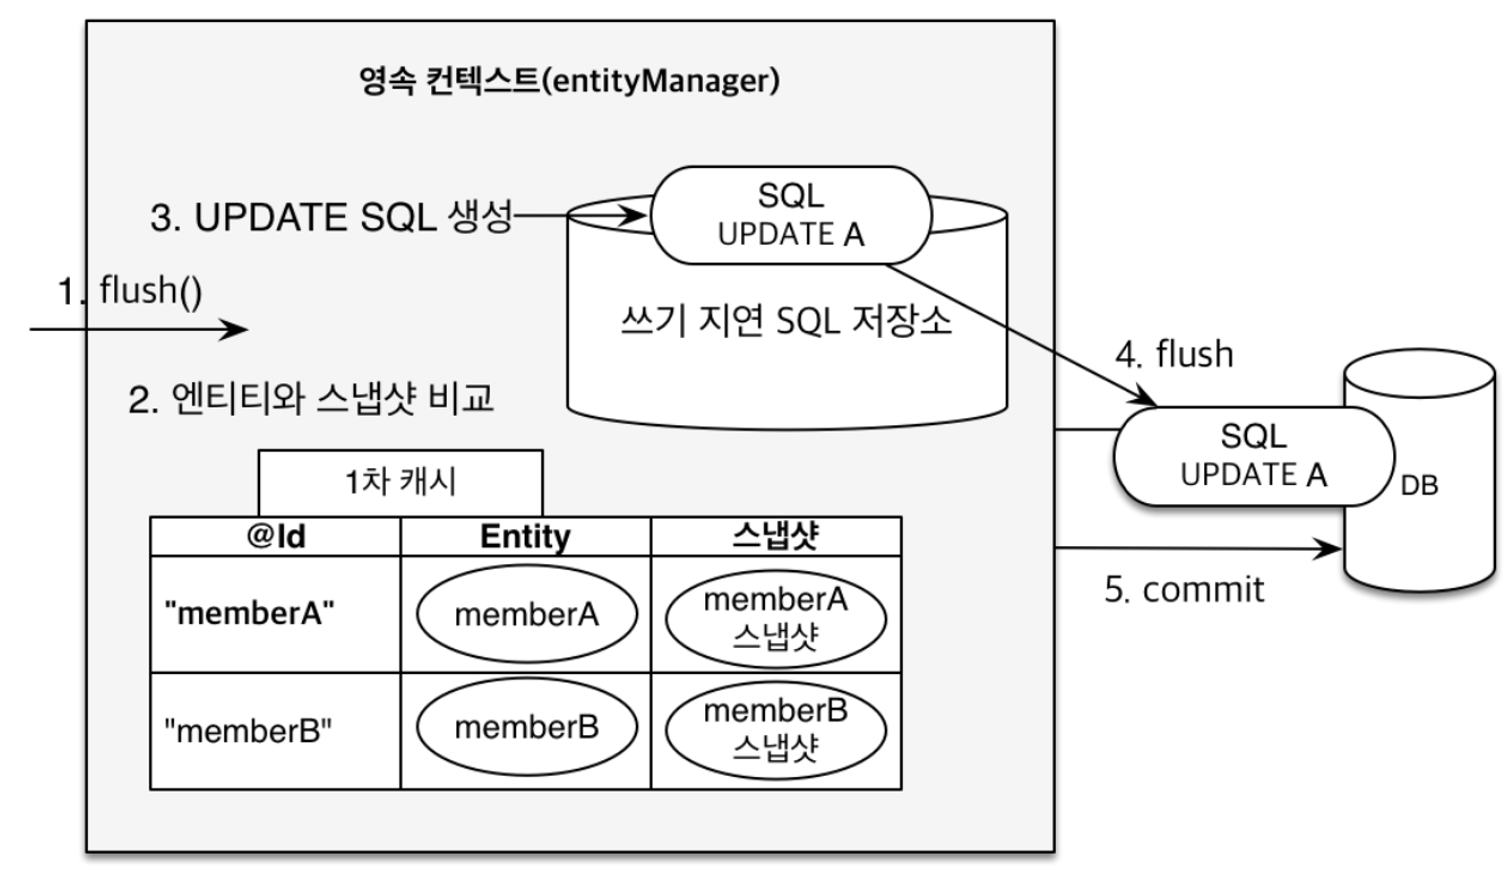 영속 컨텍스트(entityManager)
3. UPDATE SQL 생성
SQL
UPDATE A
1. flush()
쓰기 지연 SQL 저장소
2. 엔티티와 스냅샷 비교
4. flush
SQL
UPDATE A
DB
5. commit
1차 캐시
@Id Entity 스냅샷
"memberA" memberA memberA
스냅샷
"memberB" memberB memberB
스냅샷